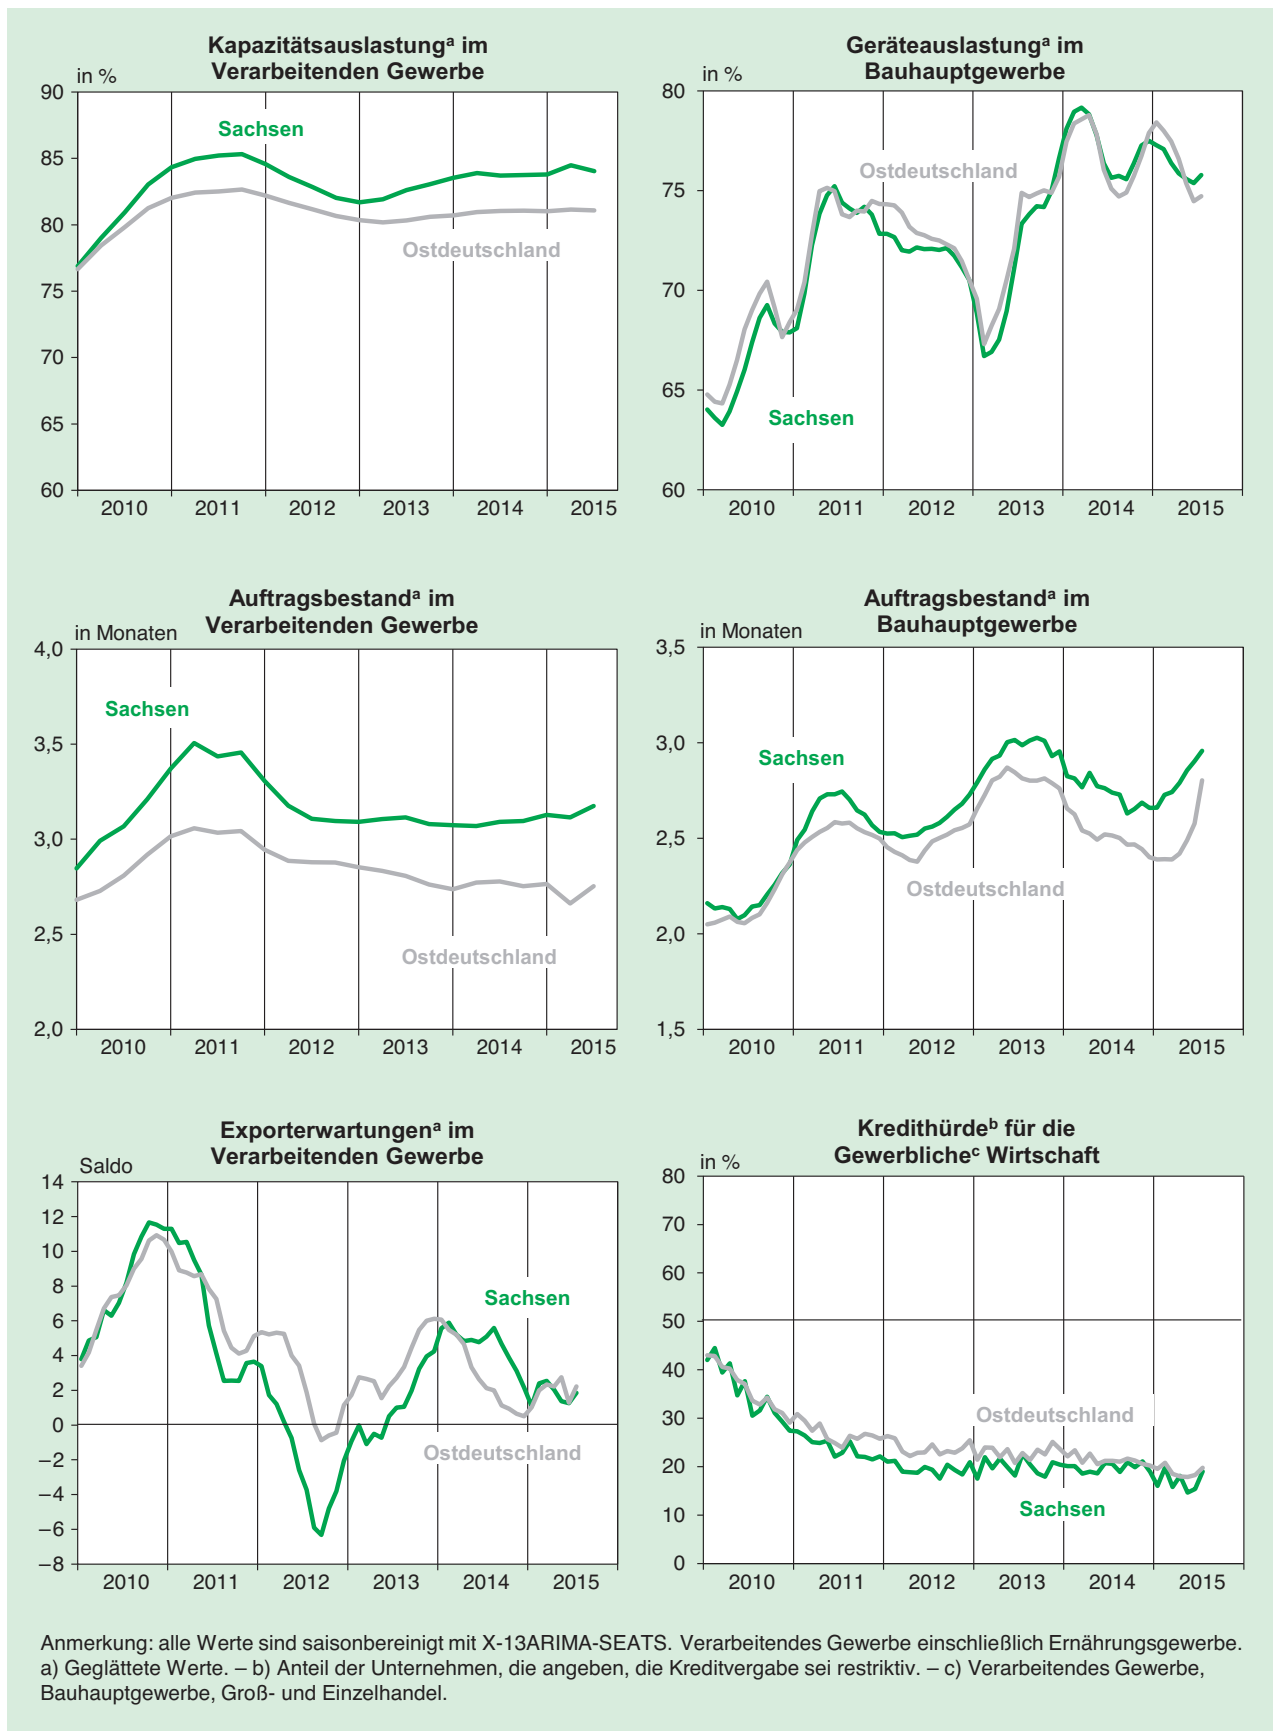 Kapazitätsauslastungᵃ im
Verarbeitenden Gewerbe
in %
90
85
80
75
70
65
60
Sachsen
Ostdeutschland
2010 2011 2012 2013 2014 2015
Geräteauslastungᵃ im
Bauhauptgewerbe
in %
80
75
70
65
60
Ostdeutschland
Sachsen
2010 2011 2012 2013 2014 2015
Auftragsbestandᵃ im
Verarbeitenden Gewerbe
in Monaten
4,0
3,5
3,0
2,5
2,0
Sachsen
Ostdeutschland
2010 2011 2012 2013 2014 2015
Auftragsbestandᵃ im
Bauhauptgewerbe
in Monaten
3,5
3,0
2,5
2,0
1,5
Sachsen
Ostdeutschland
2010 2011 2012 2013 2014 2015
Exporterwartungenᵃ im
Verarbeitenden Gewerbe
Saldo
14
12
10
8
6
4
2
0
−2
−4
−6
−8
Sachsen
Ostdeutschland
2010 2011 2012 2013 2014 2015
Kredithürdeᵇ für die
Gewerblicheᶜ Wirtschaft
in %
80
70
60
50
40
30
20
10
0
Ostdeutschland
Sachsen
2010 2011 2012 2013 2014 2015
Anmerkung: alle Werte sind saisonbereinigt mit X-13ARIMA-SEATS. Verarbeitendes Gewerbe einschließlich Ernährungsgewerbe.
a) Geglättete Werte. – b) Anteil der Unternehmen, die angeben, die Kreditvergabe sei restriktiv. – c) Verarbeitendes Gewerbe,
Bauhauptgewerbe, Groß- und Einzelhandel.